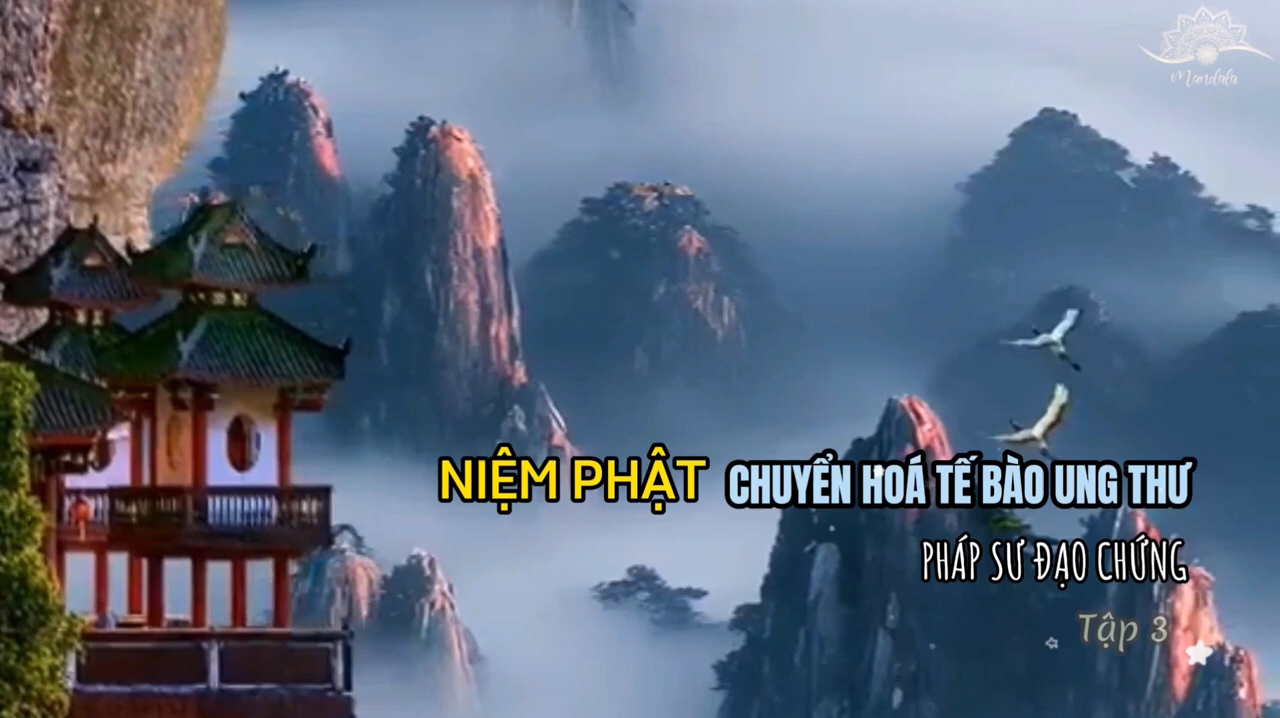 Mandala
NIỆM PHẬT CHUYỂN HOÁ TẾ BÀO UNG THƯ
PHÁP SƯ ĐẠO CHỨNG
Tập 3